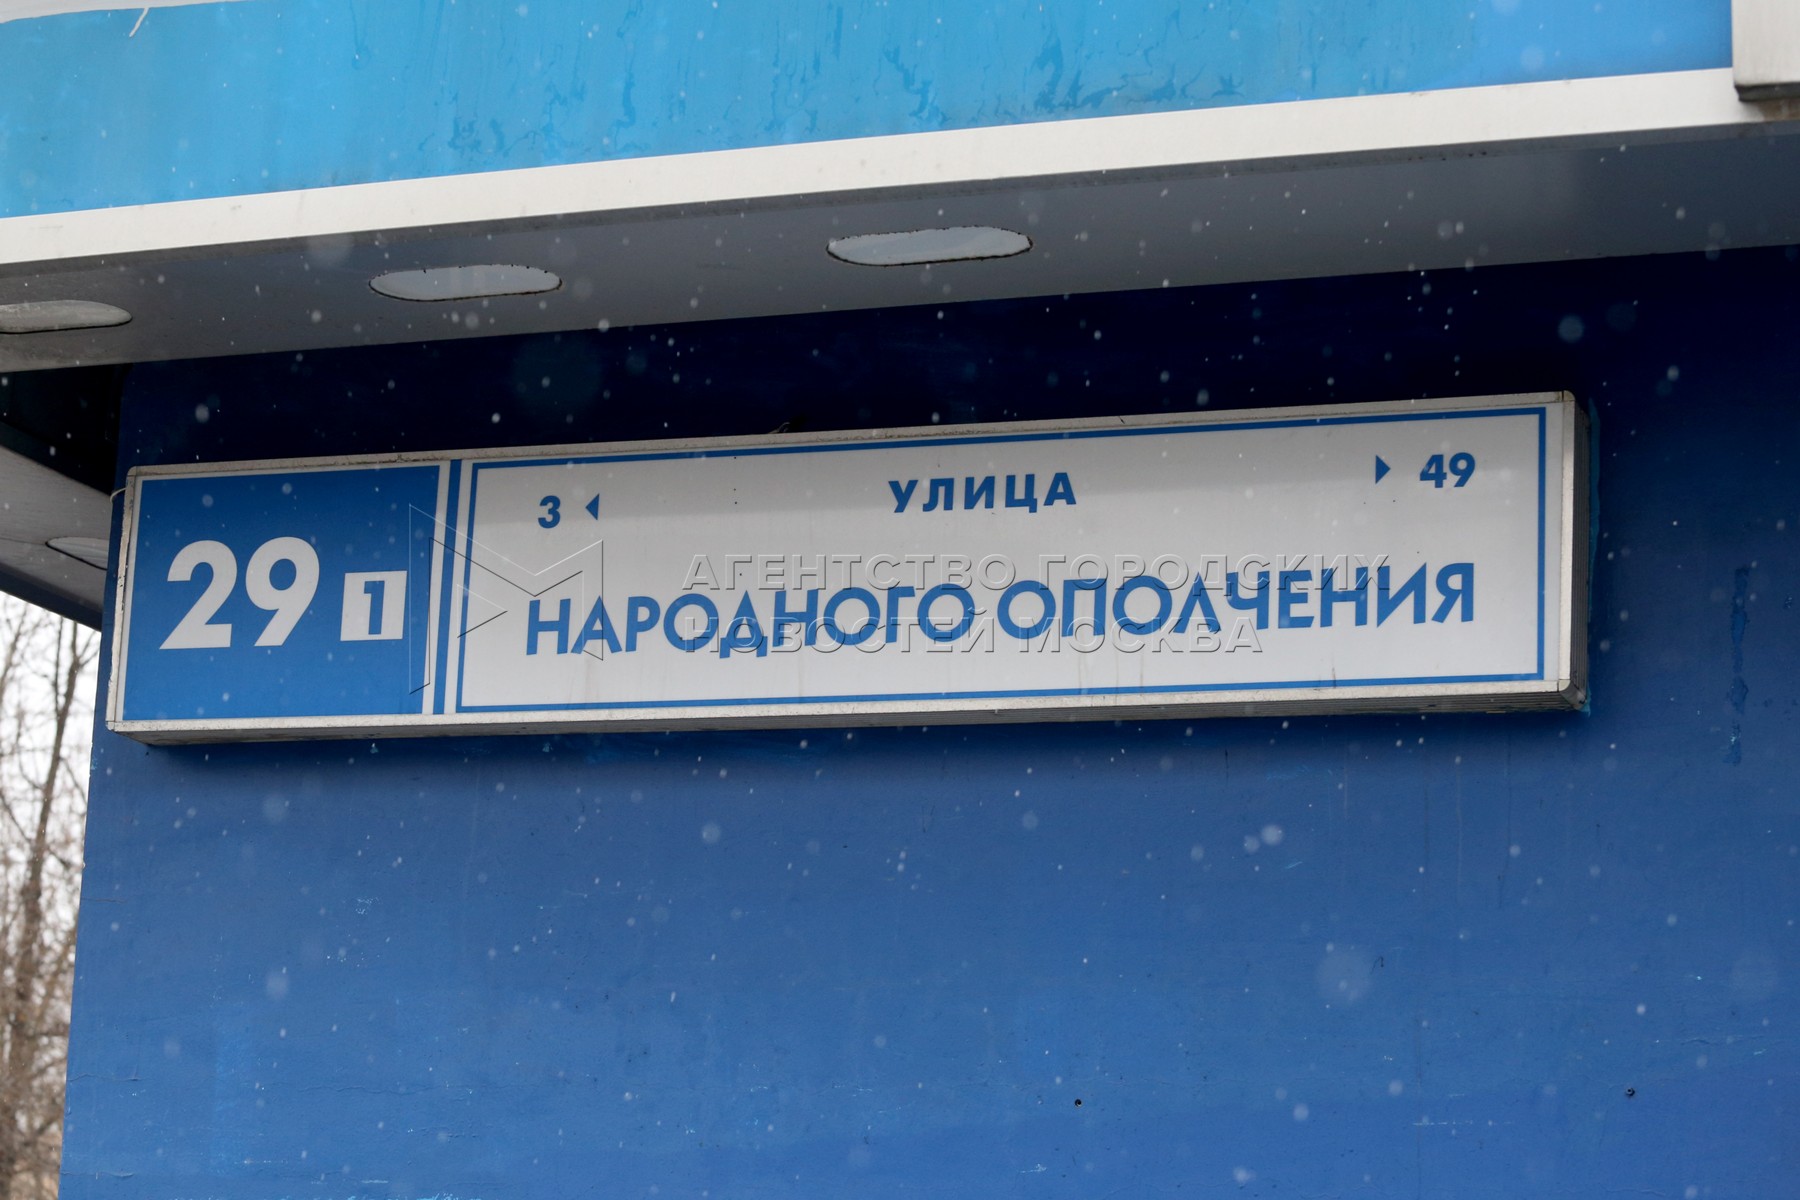 29 1
3 ◂ УЛИЦА ▸ 49
НАРОДНОГО ОПОЛЧЕНИЯ
АГЕНТСТВО ГОРОДСКИХ
НОВОСТЕЙ МОСКВА